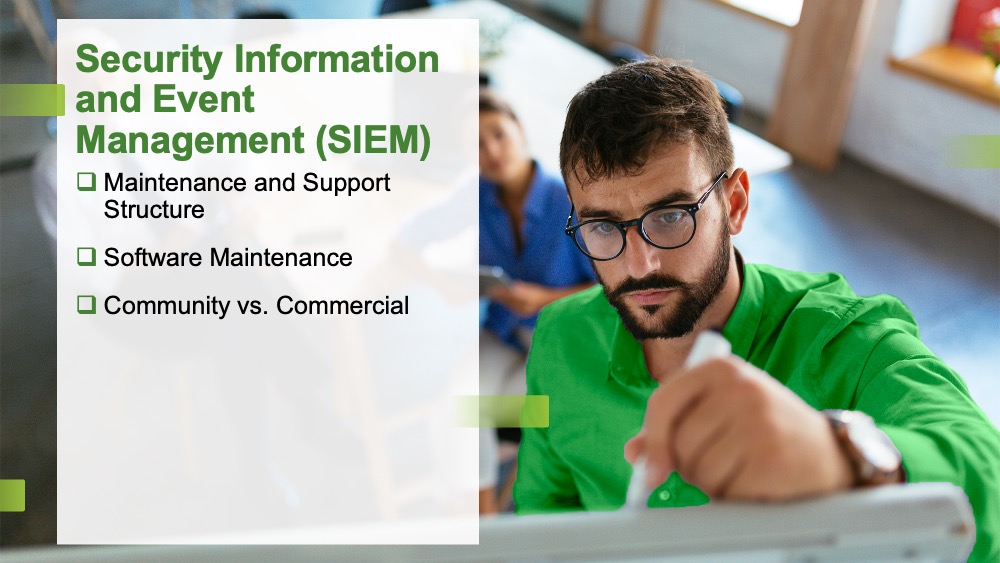 Security Information
and Event
Management (SIEM)
Maintenance and Support
Structure
Software Maintenance
Community vs. Commercial